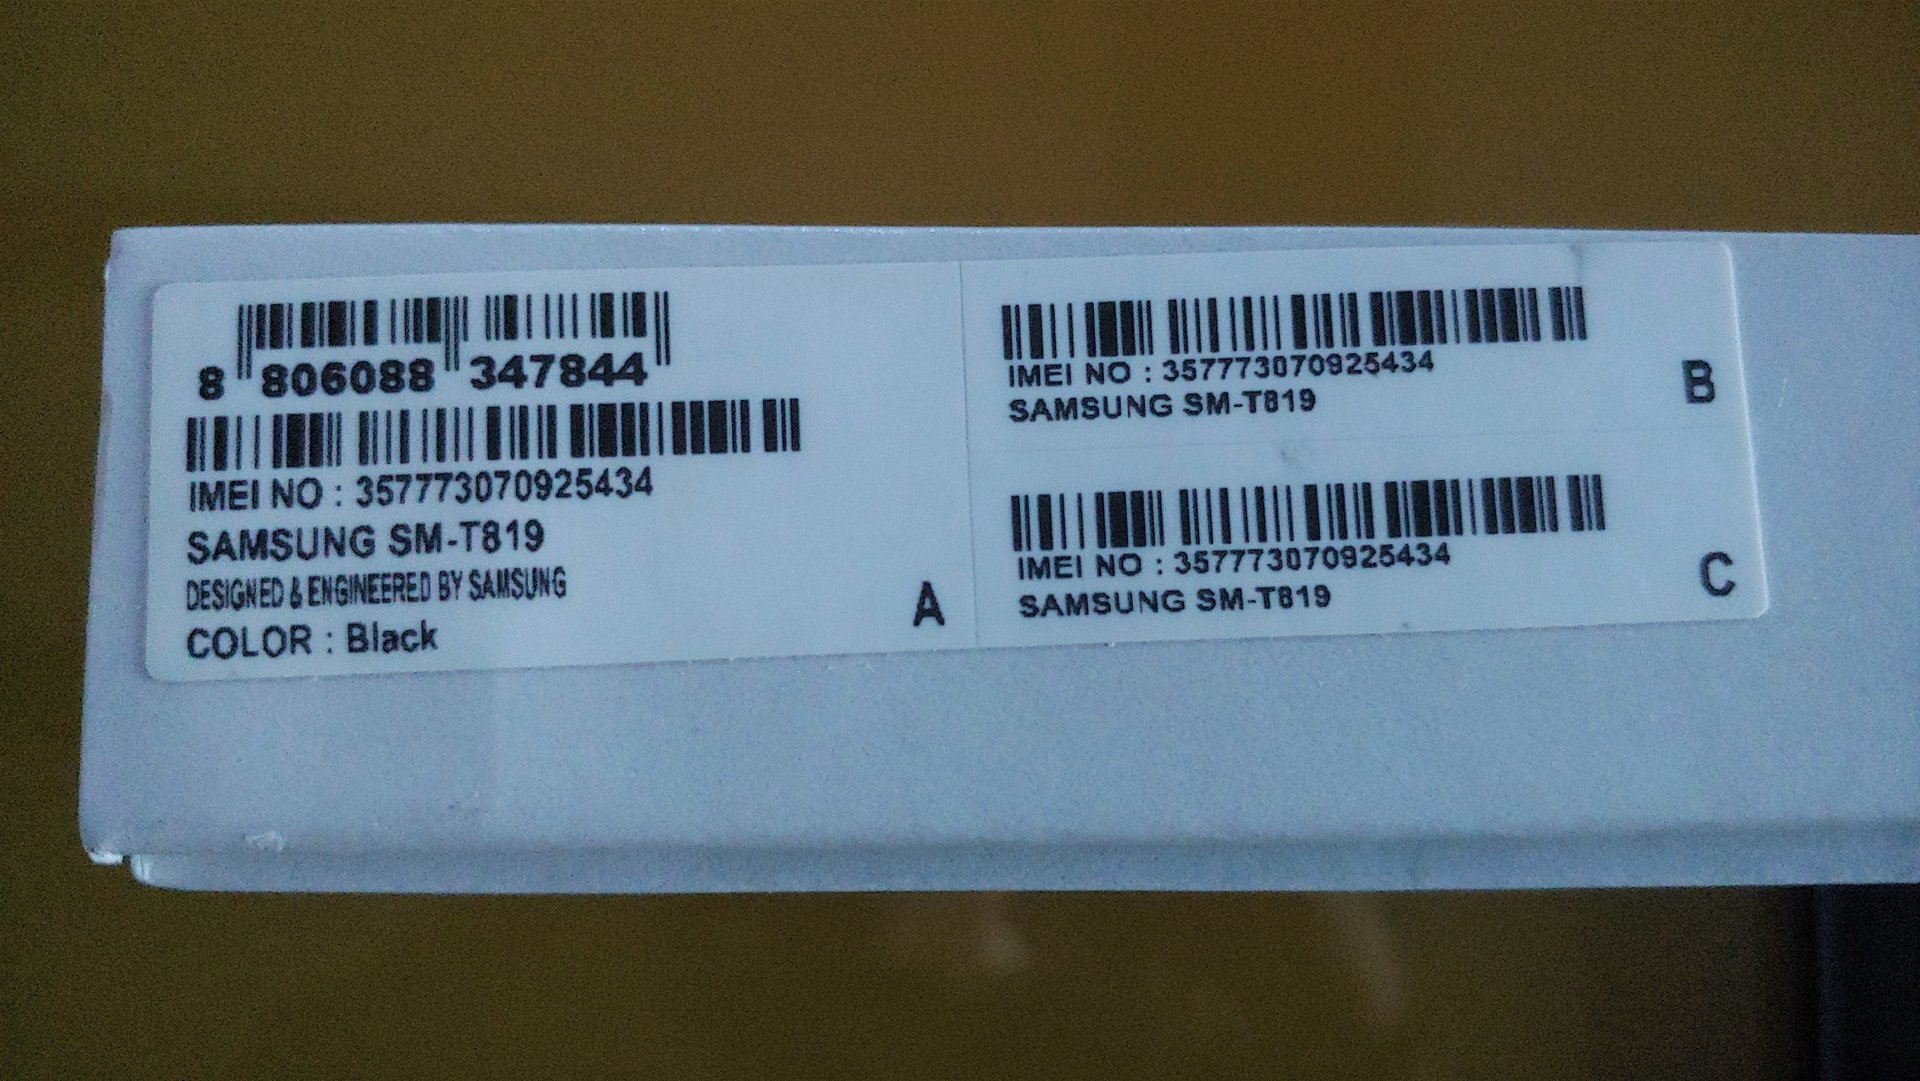 8 806088 347844
IMEI NO : 357773070925434
SAMSUNG SM-T819
DESIGNED & ENGINEERED BY SAMSUNG
COLOR : Black
A
IMEI NO : 357773070925434
SAMSUNG SM-T819
B
IMEI NO : 357773070925434
SAMSUNG SM-T819
C